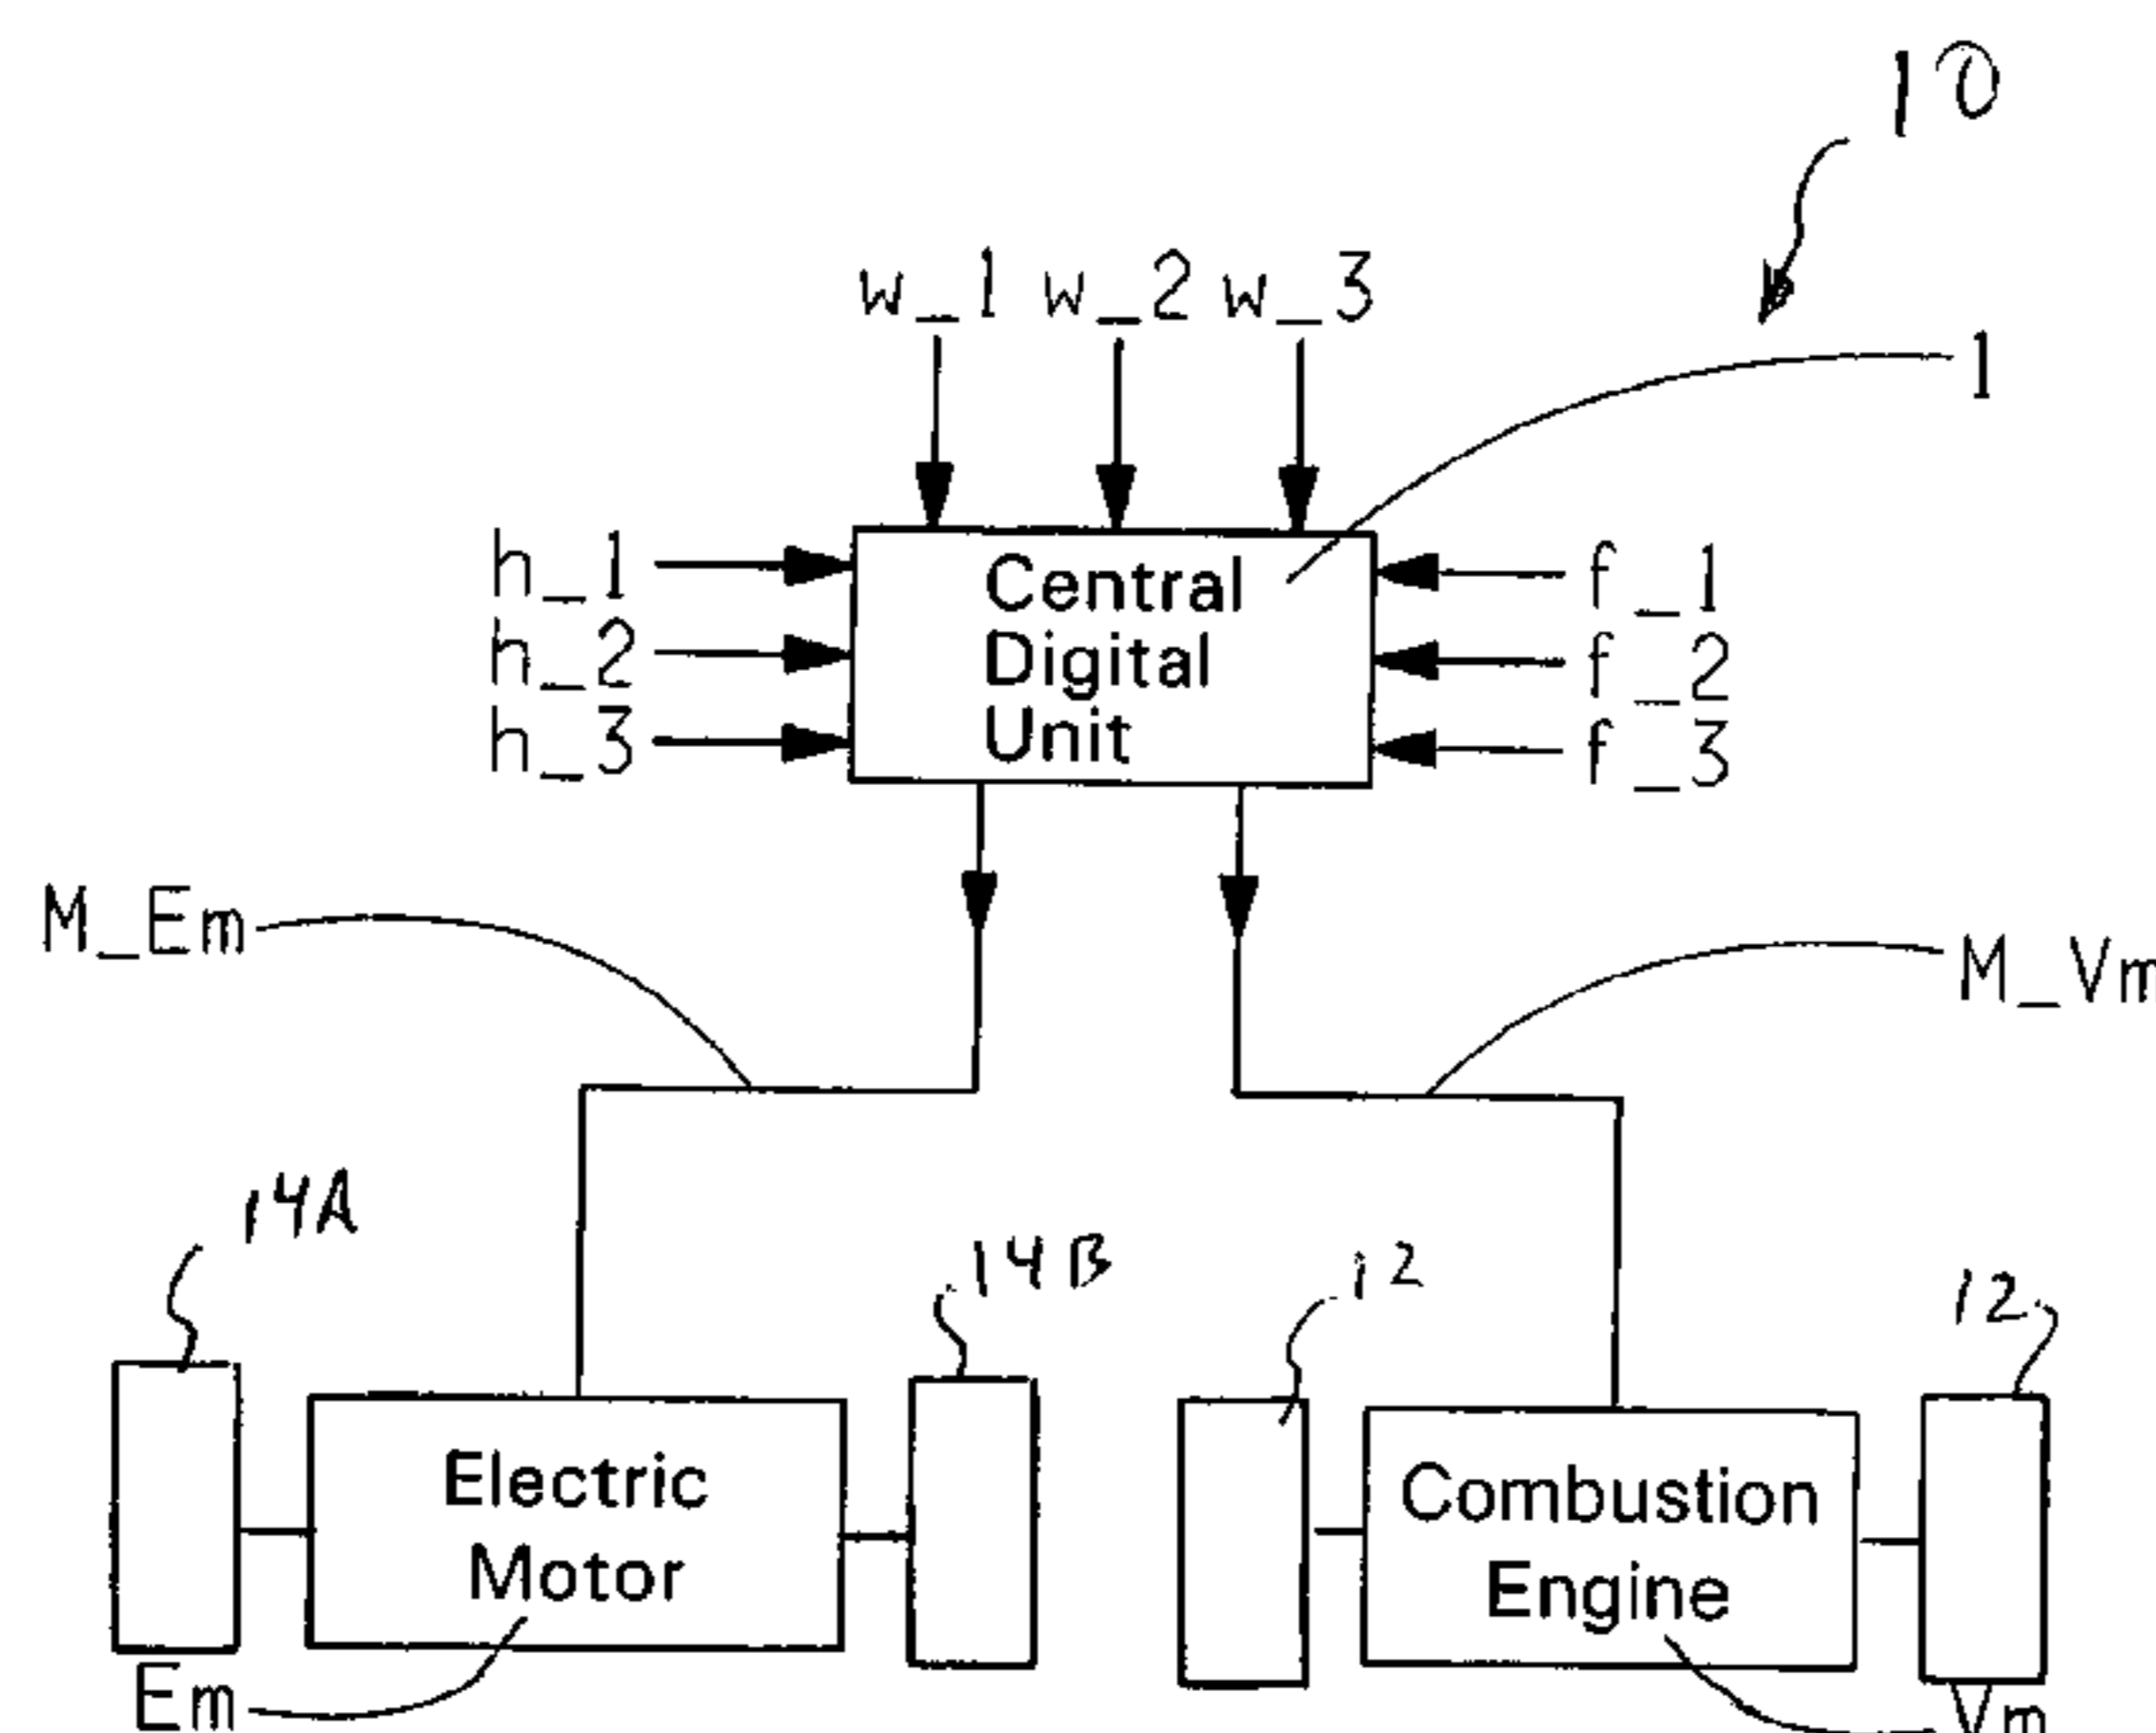 10
w_1 w_2 w_3
1
h_1
h_2
h_3
Central
Digital
Unit
f_1
f_2
f_3
M_Em
M_Vm
14A
14B
12
12
Electric
Motor
Combustion
Engine
Em
Vm